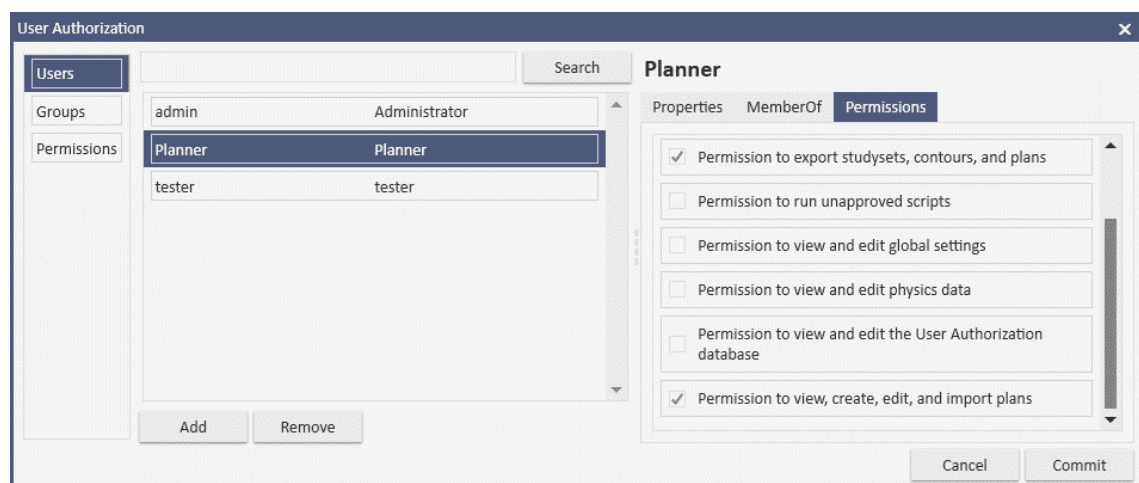 User Authorization
Users
Groups
Permissions
Search
admin Administrator
Planner Planner
tester tester
Add Remove
Planner
Properties MemberOf Permissions
Permission to export studysets, contours, and plans
Permission to run unapproved scripts
Permission to view and edit global settings
Permission to view and edit physics data
Permission to view and edit the User Authorization
database
Permission to view, create, edit, and import plans
Cancel Commit